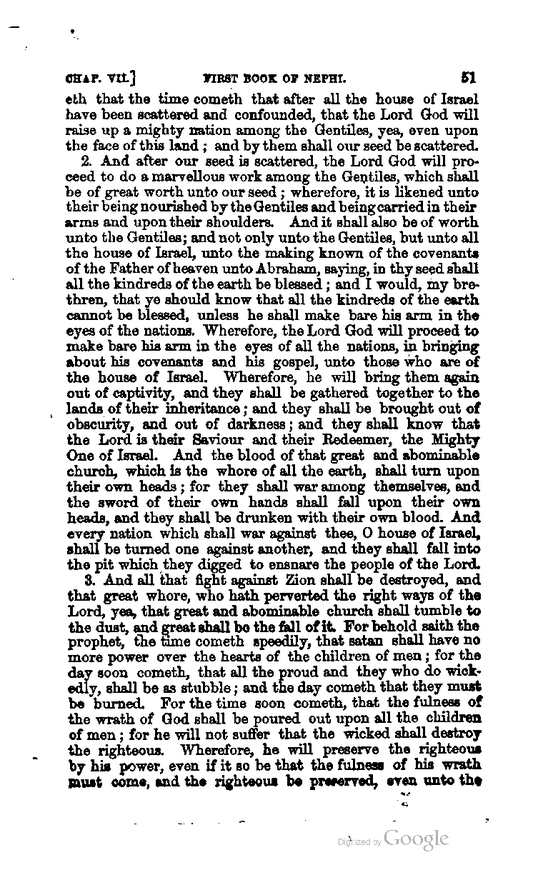 CHAP. VII.] FIRST BOOK OF NEPHI. 51
eth that the time cometh that after all the house of Israel
have been scattered and confounded, that the Lord God will
raise up a mighty nation among the Gentiles, yea, even upon
the face of this land; and by them shall our seed be scattered.
2. And after our seed is scattered, the Lord God will pro-
ceed to do a marvellous work among the Gentiles, which shall
be of great worth unto our seed; wherefore, it is likened unto
their being nourished by the Gentiles and being carried in their
arms and upon their shoulders. And it shall also be of worth
unto the Gentiles; and not only unto the Gentiles, but unto all
the house of Israel, unto the making known of the covenants
of the Father of heaven unto Abraham, saying, in thy seed shall
all the kindreds of the earth be blessed; and I would, my bre-
thren, that ye should know that all the kindreds of the earth
cannot be blessed, unless he shall make bare his arm in the
eyes of the nations. Wherefore, the Lord God will proceed to
make bare his arm in the eyes of all the nations, in bringing
about his covenants and his gospel, unto those who are of
the house of Israel. Wherefore, he will bring them again
out of captivity, and they shall be gathered together to the
lands of their inheritance; and they shall be brought out of
obscurity, and out of darkness; and they shall know that
the Lord is their Saviour and their Redeemer, the Mighty
One of Israel. And the blood of that great and abominable
church, which is the whore of all the earth, shall turn upon
their own heads; for they shall war among themselves, and
the sword of their own hands shall fall upon their own
heads, and they shall be drunken with their own blood. And
every nation which shall war against thee, O house of Israel,
shall be turned one against another, and they shall fall into
the pit which they digged to ensnare the people of the Lord.
3. And all that fight against Zion shall be destroyed, and
that great whore, who hath perverted the right ways of the
Lord, yea, that great and abominable church shall tumble to
the dust, and great shall be the fall of it. For behold saith the
prophet, the time cometh speedily, that satan shall have no
more power over the hearts of the children of men; for the
day soon cometh, that all the proud and they who do wick-
edly, shall be as stubble; and the day cometh that they must
be burned. For the time soon cometh, that the fulness of
the wrath of God shall be poured out upon all the children
of men; for he will not suffer that the wicked shall destroy
the righteous. Wherefore, he will preserve the righteous
by his power, even if it so be that the fulness of his wrath
must come, and the righteous be preserved, even unto the
Digitized by Google